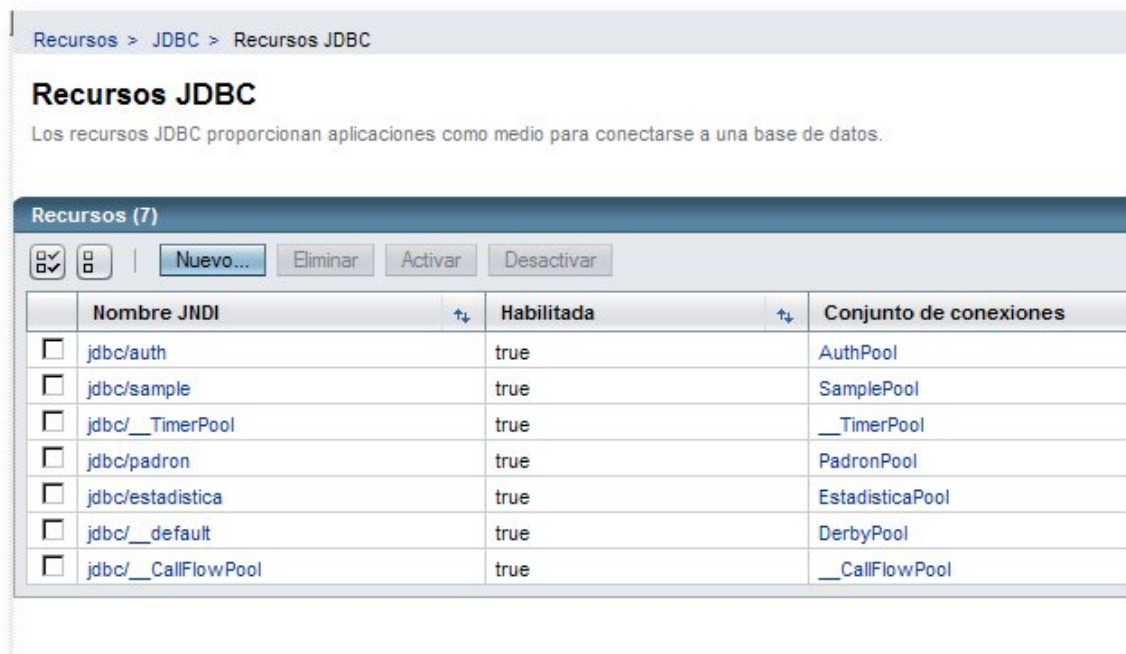 Recursos > JDBC > Recursos JDBC
Recursos JDBC
Los recursos JDBC proporcionan aplicaciones como medio para conectarse a una base de datos.
Recursos (7)
Nuevo... Eliminar Activar Desactivar
Nombre JNDI Habilitada Conjunto de conexiones
jdbc/auth true AuthPool
jdbc/sample true SamplePool
jdbc/__TimerPool true __TimerPool
jdbc/padron true PadronPool
jdbc/estadistica true EstadisticaPool
jdbc/__default true DerbyPool
jdbc/__CallFlowPool true __CallFlowPool